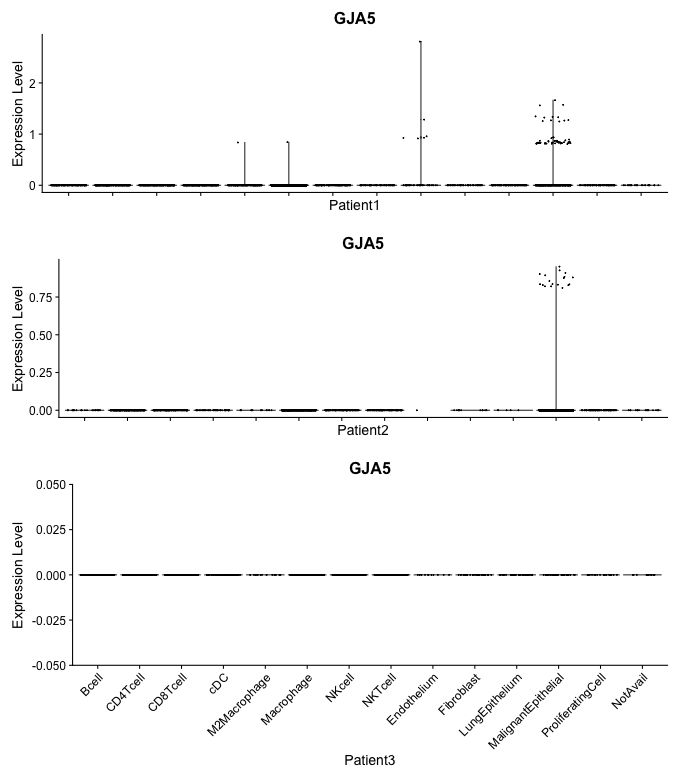 GJA5
Expression Level
2
1
0
Patient1
GJA5
Expression Level
0.75
0.50
0.25
0.00
Patient2
GJA5
Expression Level
0.050
0.025
0.000
-0.025
-0.050
Bcell
CD4Tcell
CD8Tcell
cDC
M2Macrophage
Macrophage
NKcell
NKTcell
Endothelium
Fibroblast
LungEpithelium
MalignantEpithelial
ProliferatingCell
NotAvail
Patient3